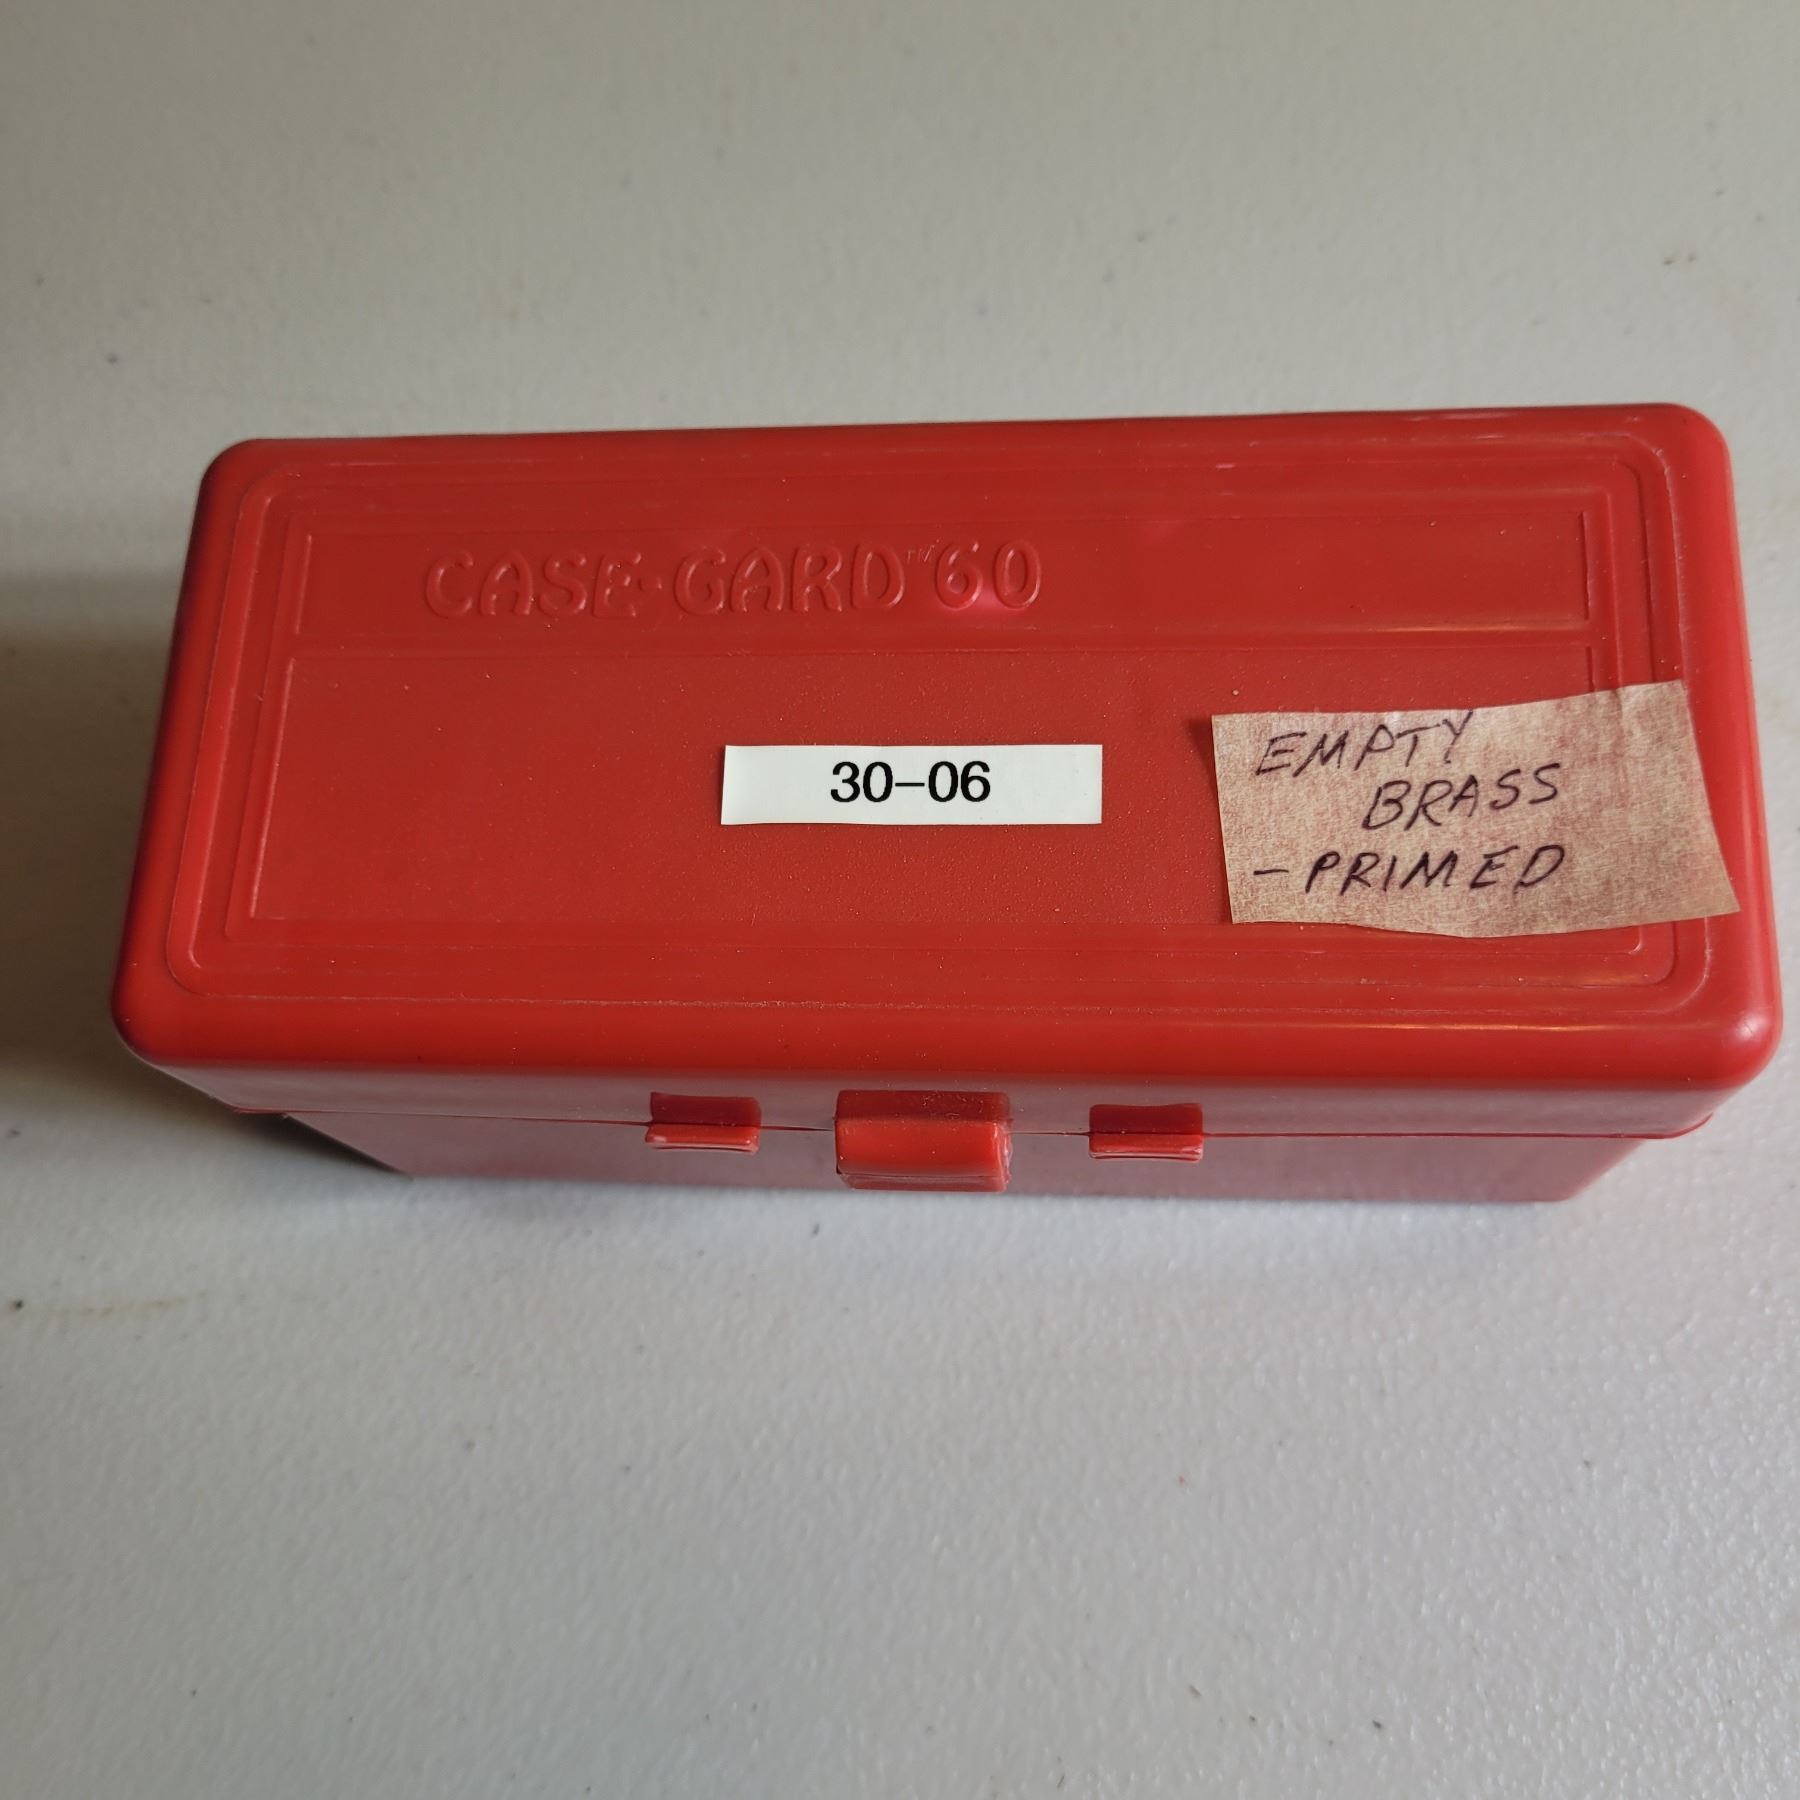 CASE-GARD™60
30-06
EMPTY
BRASS
-PRIMED